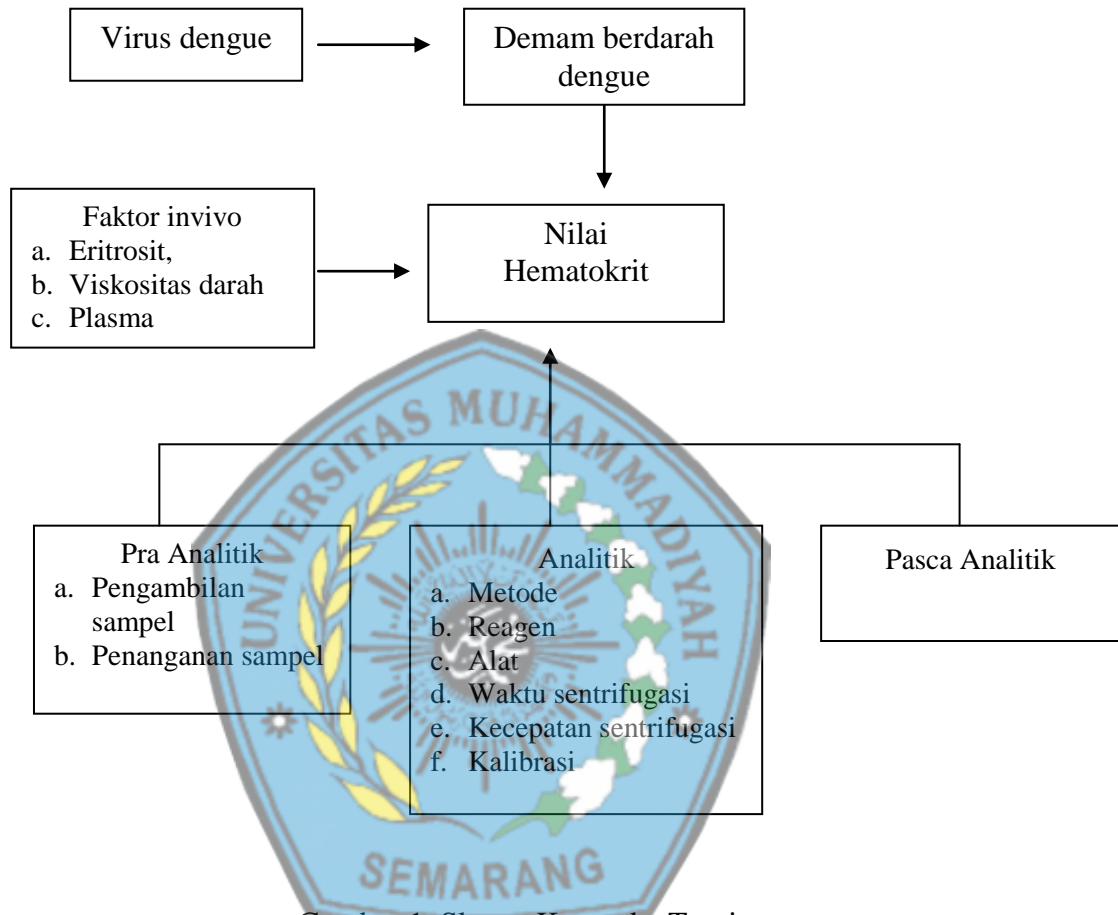 Virus dengue
Demam berdarah
dengue
Faktor invivo
a. Eritrosit,
b. Viskositas darah
c. Plasma
Nilai
Hematokrit
UNIVERSITAS MUHAMMADIYAH
SEMARANG
Pra Analitik
a. Pengambilan
sampel
b. Penanganan sampel
Analitik
a. Metode
b. Reagen
c. Alat
d. Waktu sentrifugasi
e. Kecepatan sentrifugasi
f. Kalibrasi
Pasca Analitik